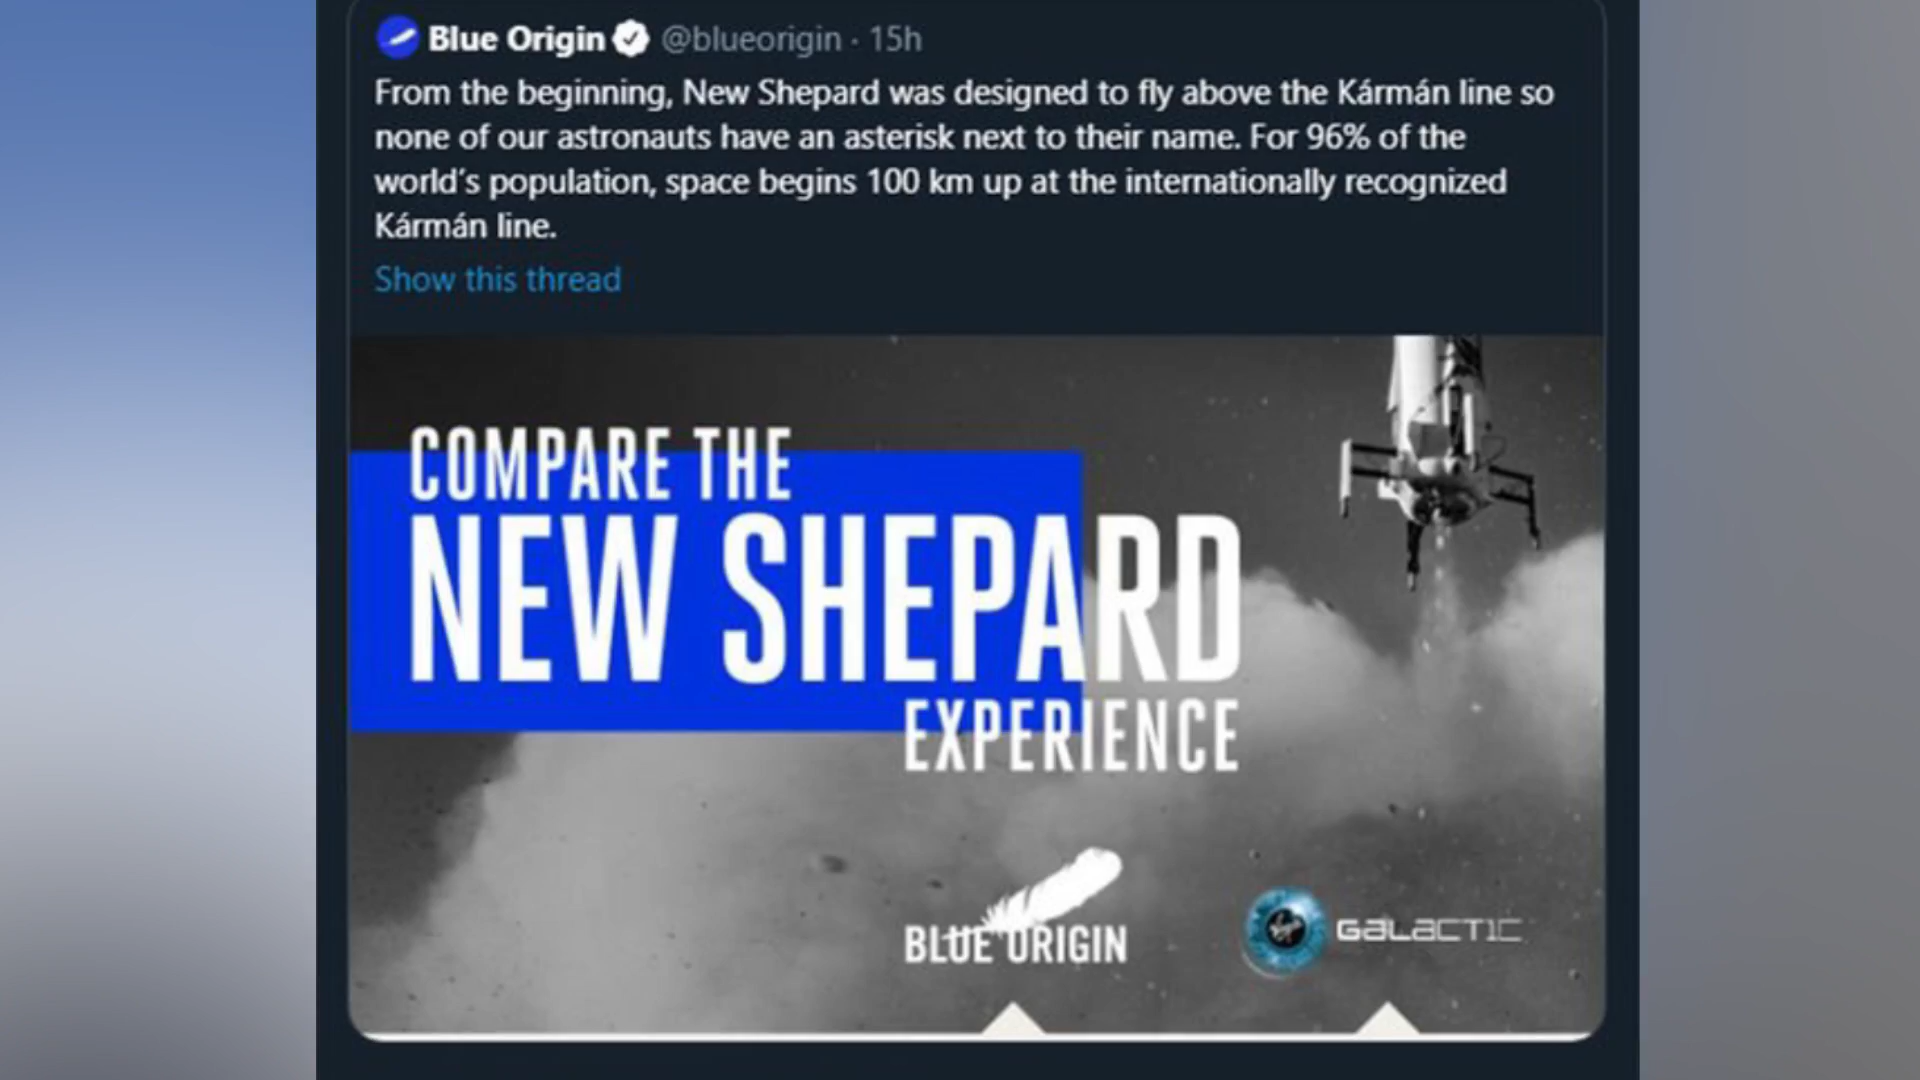 Blue Origin @blueorigin · 15h
From the beginning, New Shepard was designed to fly above the Kármán line so
none of our astronauts have an asterisk next to their name. For 96% of the
world's population, space begins 100 km up at the internationally recognized
Kármán line.
Show this thread
COMPARE THE
NEW SHEPARD
EXPERIENCE
BLUE ORIGIN
GALACTIC